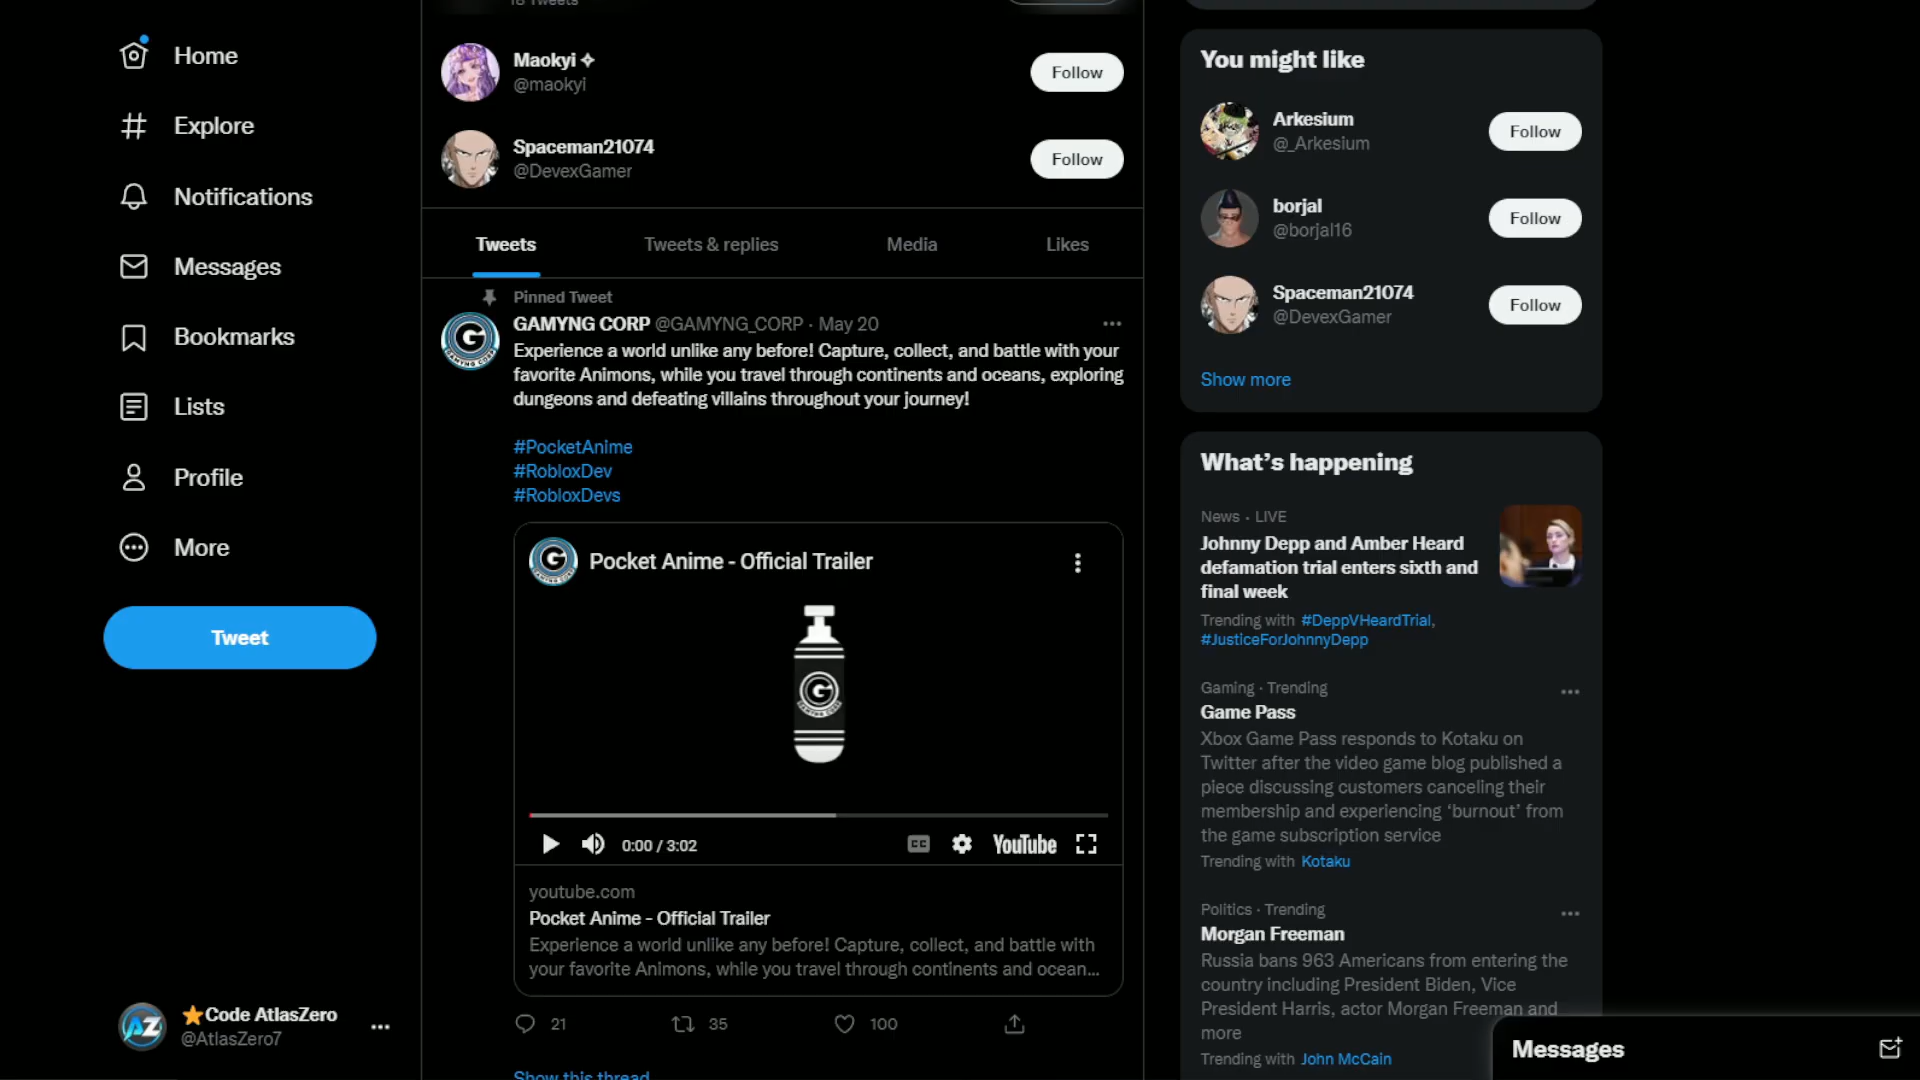 Home
Explore
Notifications
Messages
Bookmarks
Lists
Profile
More
Tweet
⭐Code AtlasZero
@AtlasZero7
18 Tweets
Maokyi ✧
@maokyi
Follow
Spaceman21074
@DevexGamer
Follow
Tweets
Tweets & replies
Media
Likes
Pinned Tweet
GAMYNG CORP @GAMYNG_CORP · May 20
Experience a world unlike any before! Capture, collect, and battle with your
favorite Animons, while you travel through continents and oceans, exploring
dungeons and defeating villains throughout your journey!
#PocketAnime
#RobloxDev
#RobloxDevs
Pocket Anime - Official Trailer
GAMYNG CORP
0:00 / 3:02
CC
YouTube
youtube.com
Pocket Anime - Official Trailer
Experience a world unlike any before! Capture, collect, and battle with
your favorite Animons, while you travel through continents and ocean...
21
35
100
Show this thread
You might like
Arkesium
@_Arkesium
Follow
borjal
@borjal16
Follow
Spaceman21074
@DevexGamer
Follow
Show more
What's happening
News · LIVE
Johnny Depp and Amber Heard
defamation trial enters sixth and
final week
Trending with #DeppVHeardTrial,
#JusticeForJohnnyDepp
Gaming · Trending
Game Pass
Xbox Game Pass responds to Kotaku on
Twitter after the video game blog published a
piece discussing customers canceling their
membership and experiencing ‘burnout’ from
the game subscription service
Trending with Kotaku
Politics · Trending
Morgan Freeman
Russia bans 963 Americans from entering the
country including President Biden, Vice
President Harris, actor Morgan Freeman and
more
Trending with John McCain
Messages